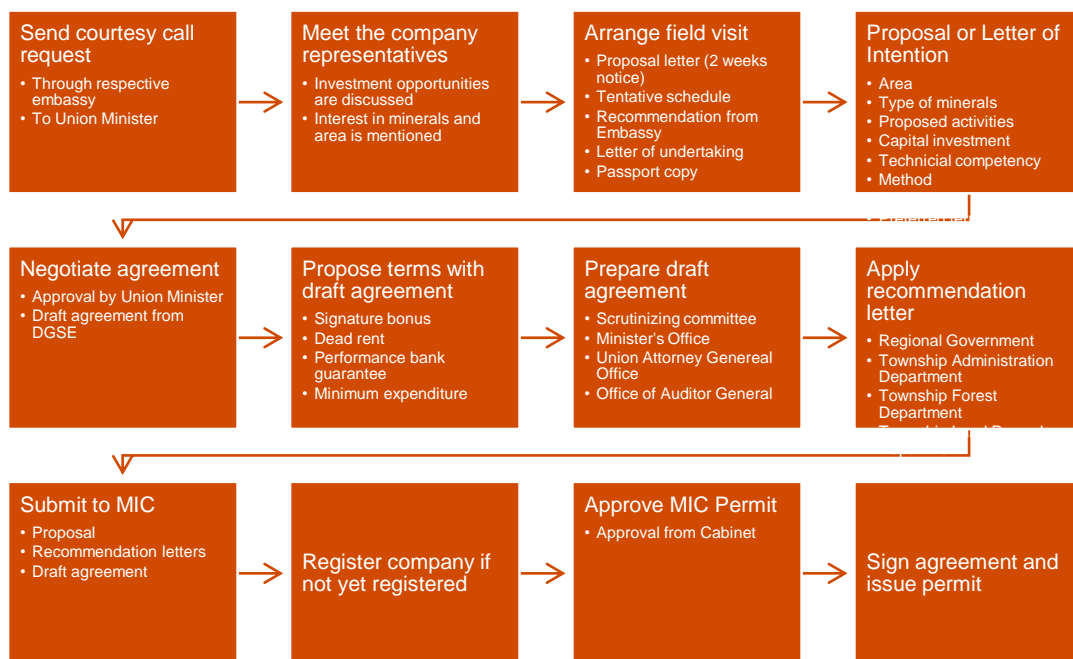 Send courtesy call
request
• Through respective
embassy
• To Union Minister
Meet the company
representatives
• Investment opportunities
are discussed
• Interest in minerals and
area is mentioned
Arrange field visit
• Proposal letter (2 weeks
notice)
• Tentative schedule
• Recommendation from
Embassy
• Letter of undertaking
• Passport copy
Proposal or Letter of
Intention
• Area
• Type of minerals
• Proposed activities
• Capital investment
• Technicial competency
• Method
Negotiate agreement
• Approval by Union Minister
• Draft agreement from
DGSE
Propose terms with
draft agreement
• Signature bonus
• Dead rent
• Performance bank
guarantee
• Minimum expenditure
Prepare draft
agreement
• Scrutinizing committee
• Minister's Office
• Union Attorney Genereal
Office
• Office of Auditor General
Apply
recommendation
letter
• Regional Government
• Township Administration
Department
• Township Forest
Department
Submit to MIC
• Proposal
• Recommendation letters
• Draft agreement
Register company if
not yet registered
Approve MIC Permit
• Approval from Cabinet
Sign agreement and
issue permit